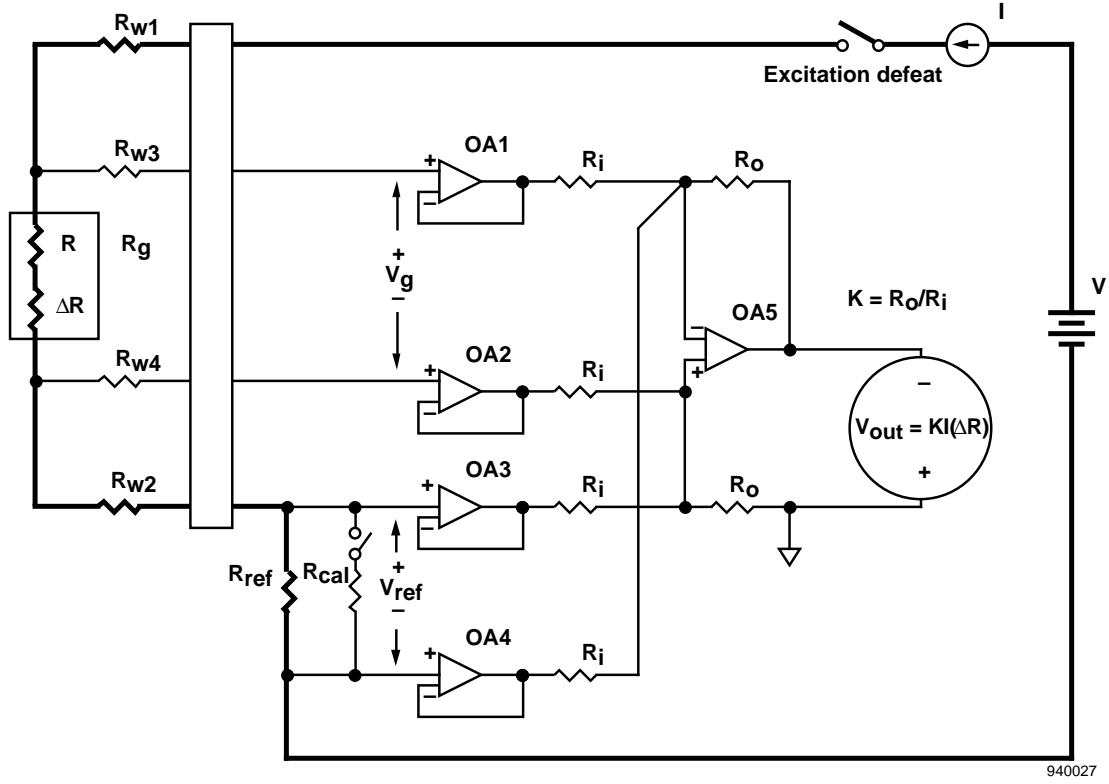 Rw1
I
Excitation defeat
Rw3
OA1
Ri
Ro
+
−
R
Rg
+
Vg
−
ΔR
K = Ro/Ri
V
OA5
−
+
Rw4
OA2
Ri
+
−
−
Vout = KI(ΔR)
+
Rw2
OA3
Ri
Ro
+
−
Rref
Rcal
+
Vref
−
OA4
Ri
+
−
940027